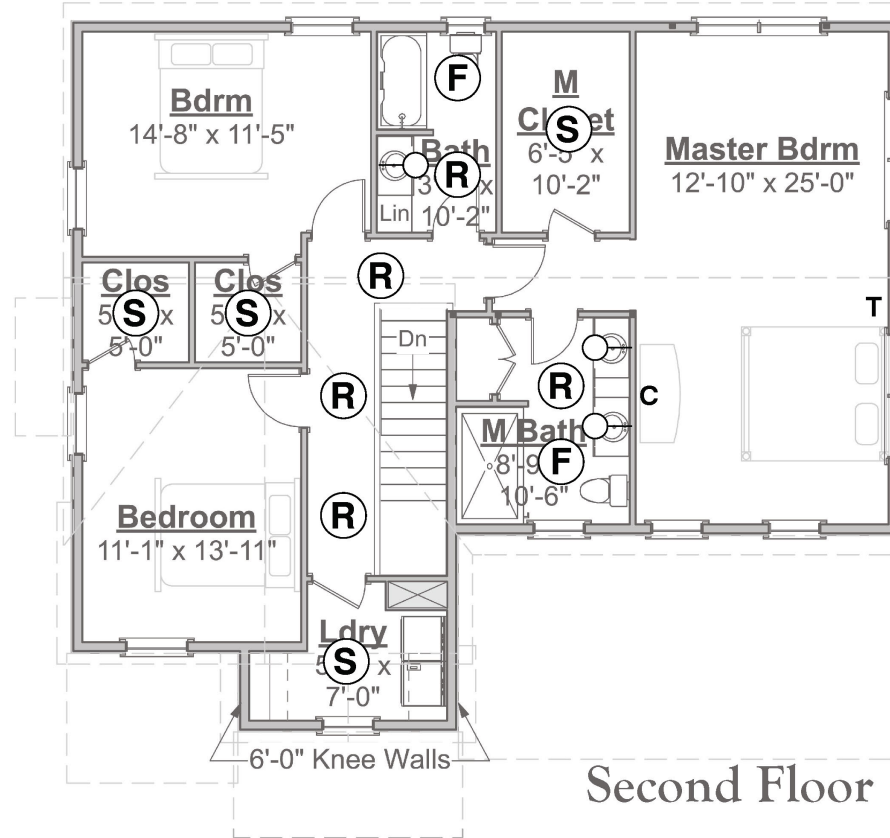 Bdrm
14'-8" x 11'-5"
F
Bath
R
10'-2"
Lin
M
S
6'-5" x
10'-2"
Master Bdrm
12'-10" x 25'-0"
R
Clos
S
5 x
5'-0"
Clos
S
5 x
5'-0"
Dn
R
R
T
C
M Bath
F
8'-9
10'-6"
R
Bedroom
11'-1" x 13'-11"
Ldry
S
5 x
7'-0"
6'-0" Knee Walls
Second Floor